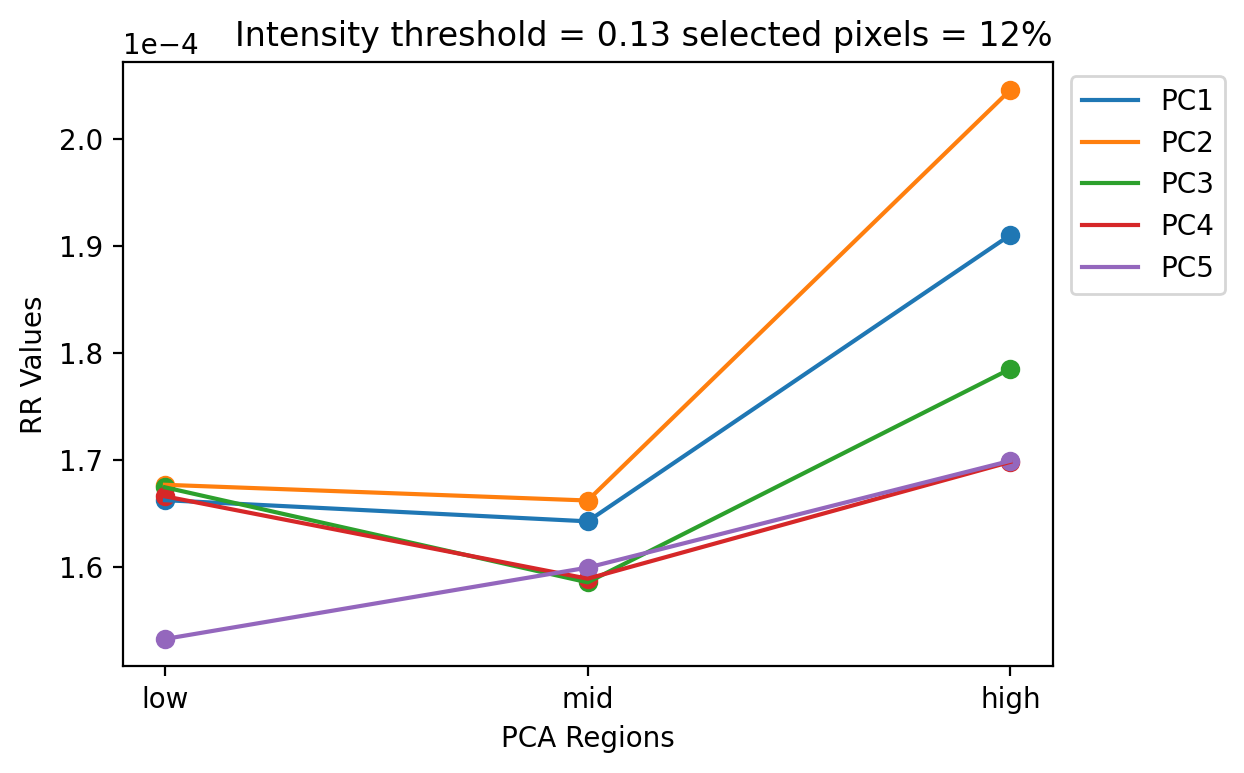 1e−4
Intensity threshold = 0.13 selected pixels = 12%
PC1
PC2
PC3
PC4
PC5
2.0
1.9
1.8
1.7
1.6
RR Values
low
mid
high
PCA Regions